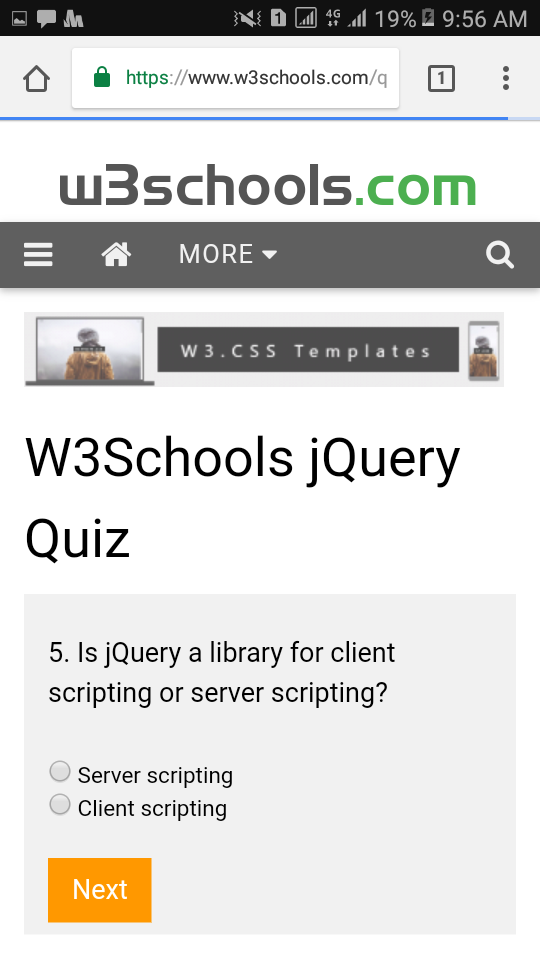 4G 19% 9:56 AM
https://www.w3schools.com/q
1
w3schools.com
MORE
W3.CSS Templates
W3Schools jQuery
Quiz
5. Is jQuery a library for client
scripting or server scripting?
Server scripting
Client scripting
Next